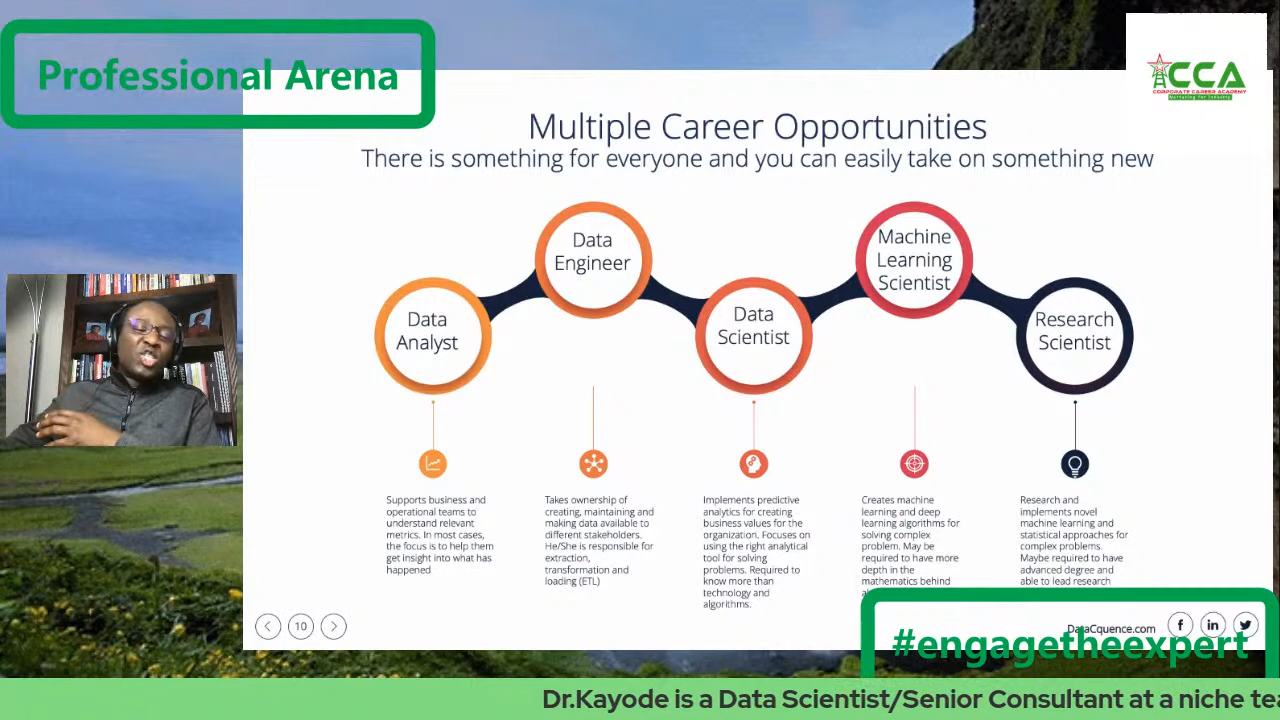 Professional Arena
CCA
CORPORATE CAREER ACADEMY
Nurturing for Industry
Multiple Career Opportunities
There is something for everyone and you can easily take on something new
Data
Analyst
Data
Engineer
Data
Scientist
Machine
Learning
Scientist
Research
Scientist
Supports business and
operational teams to
understand relevant
metrics. In most cases,
the focus is to help them
get insight into what has
happened
Takes ownership of
creating, maintaining and
making data available to
different stakeholders.
He/She is responsible for
extraction,
transformation and
loading (ETL)
Implements predictive
analytics for creating
business values for the
organization. Focuses on
using the right analytical
tool for solving
problems. Required to
know more than
technology and
algorithms.
Creates machine
learning and deep
learning algorithms for
solving complex
problem. May be
required to have more
depth in the
mathematics behind
Research and
implements novel
machine learning and
statistical approaches for
complex problems.
Maybe required to have
advanced degree and
able to lead research
10
DataCquence.com
f
in
#engagetheexpert
Dr.Kayode is a Data Scientist/Senior Consultant at a niche te